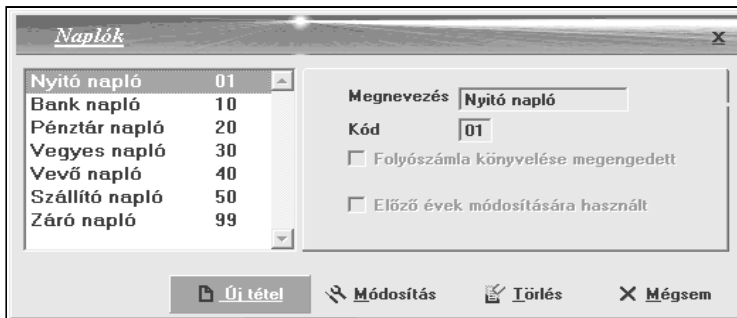 Naplók
x
Nyitó napló 01
Bank napló 10
Pénztár napló 20
Vegyes napló 30
Vevő napló 40
Szállító napló 50
Záró napló 99
Megnevezés Nyitó napló
Kód 01
Folyószámla könyvelése megengedett
Előző évek módosítására használt
Új tétel Módosítás Törlés Mégsem